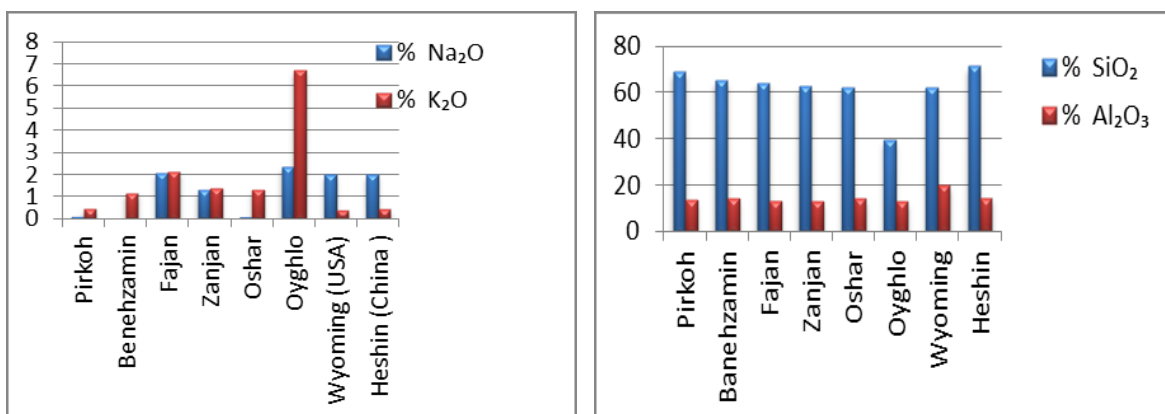 8
7
6
5
4
3
2
1
0
% Na₂O
% K₂O
Pirkoh
Benehzamin
Fajan
Zanjan
Oshar
Oyghlo
Wyoming (USA)
Heshin (China )
80
60
40
20
0
% SiO₂
% Al₂O₃
Pirkoh
Banehzamin
Fajan
Zanjan
Oshar
Oyghlo
Wyoming
Heshin